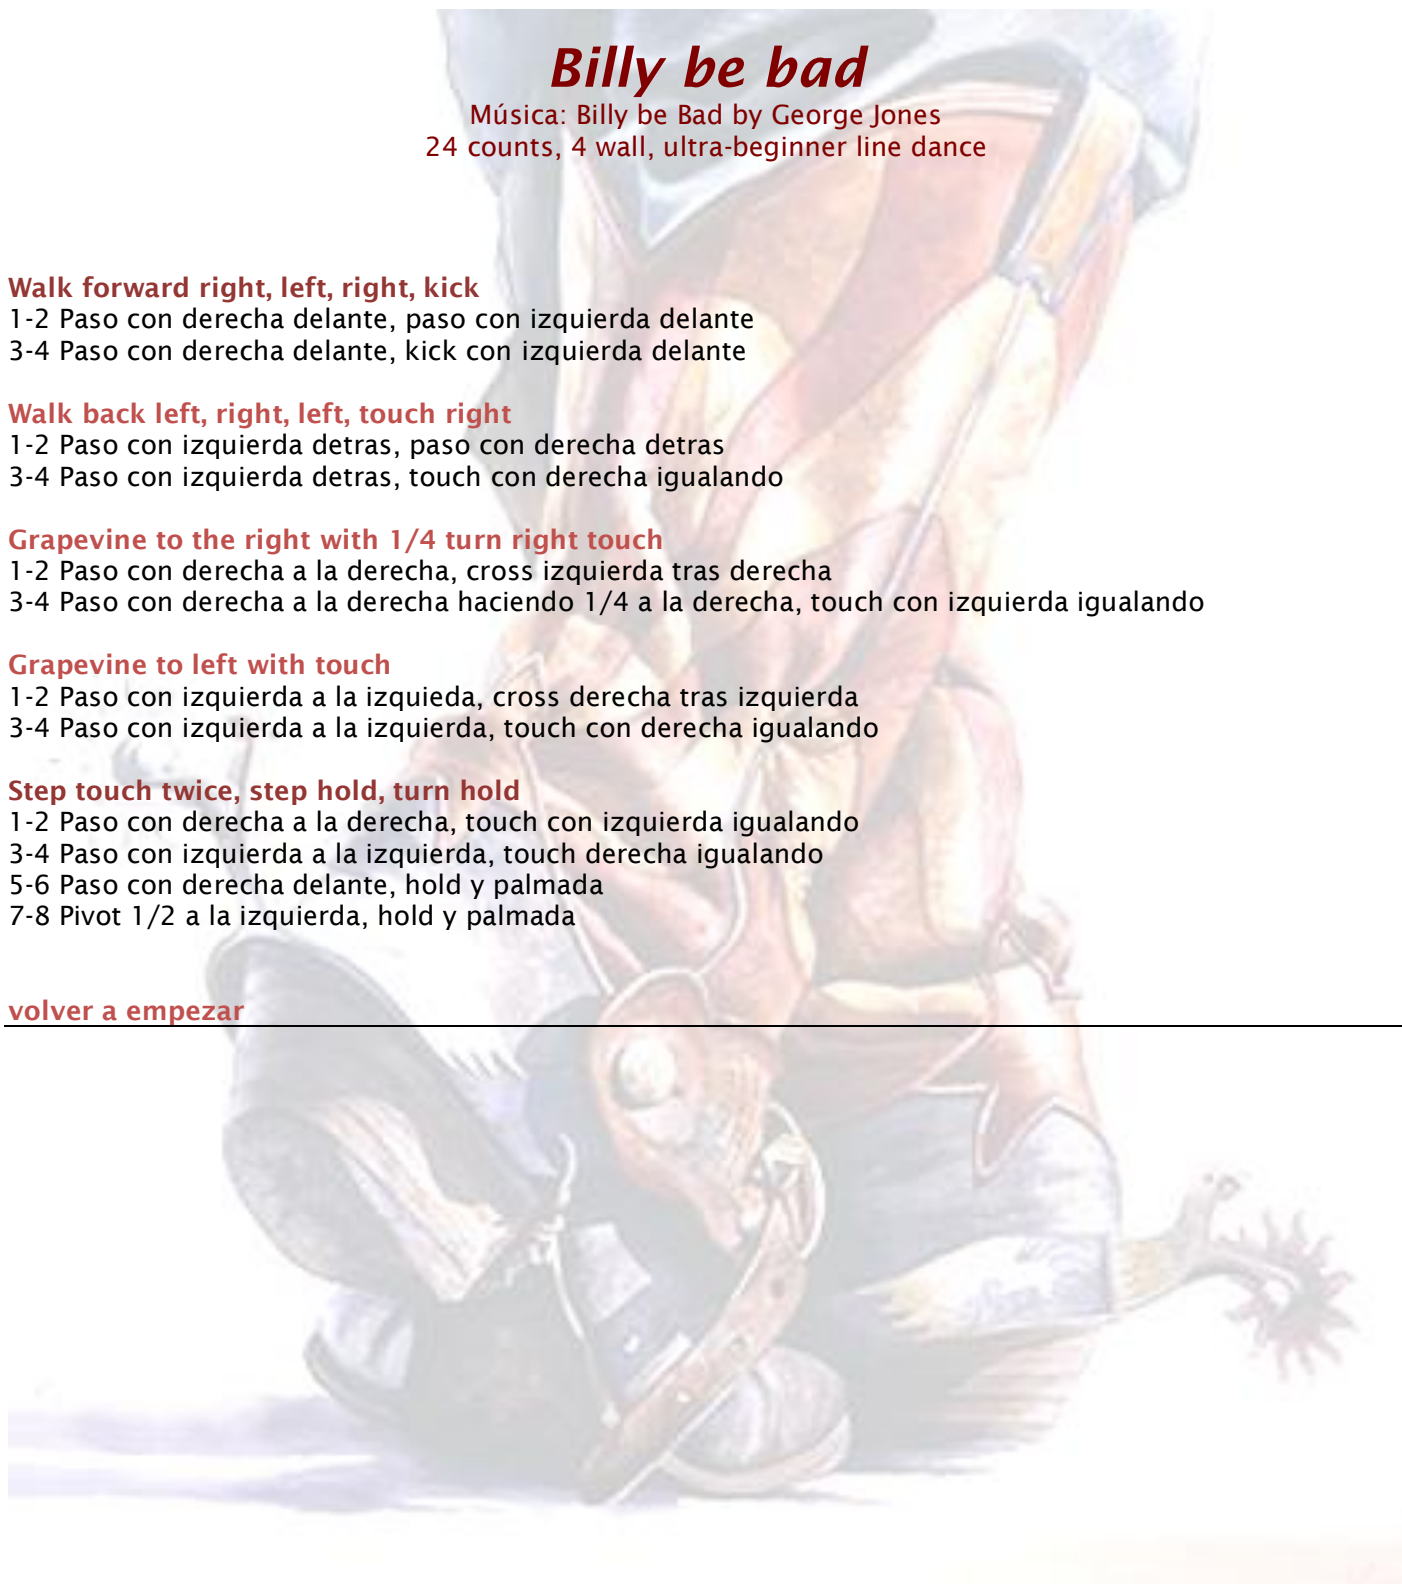 Billy be bad
Música: Billy be Bad by George Jones
24 counts, 4 wall, ultra-beginner line dance
Walk forward right, left, right, kick
1-2 Paso con derecha delante, paso con izquierda delante
3-4 Paso con derecha delante, kick con izquierda delante
Walk back left, right, left, touch right
1-2 Paso con izquierda detras, paso con derecha detras
3-4 Paso con izquierda detras, touch con derecha igualando
Grapevine to the right with 1/4 turn right touch
1-2 Paso con derecha a la derecha, cross izquierda tras derecha
3-4 Paso con derecha a la derecha haciendo 1/4 a la derecha, touch con izquierda igualando
Grapevine to left with touch
1-2 Paso con izquierda a la izquieda, cross derecha tras izquierda
3-4 Paso con izquierda a la izquierda, touch con derecha igualando
Step touch twice, step hold, turn hold
1-2 Paso con derecha a la derecha, touch con izquierda igualando
3-4 Paso con izquierda a la izquierda, touch derecha igualando
5-6 Paso con derecha delante, hold y palmada
7-8 Pivot 1/2 a la izquierda, hold y palmada
volver a empezar